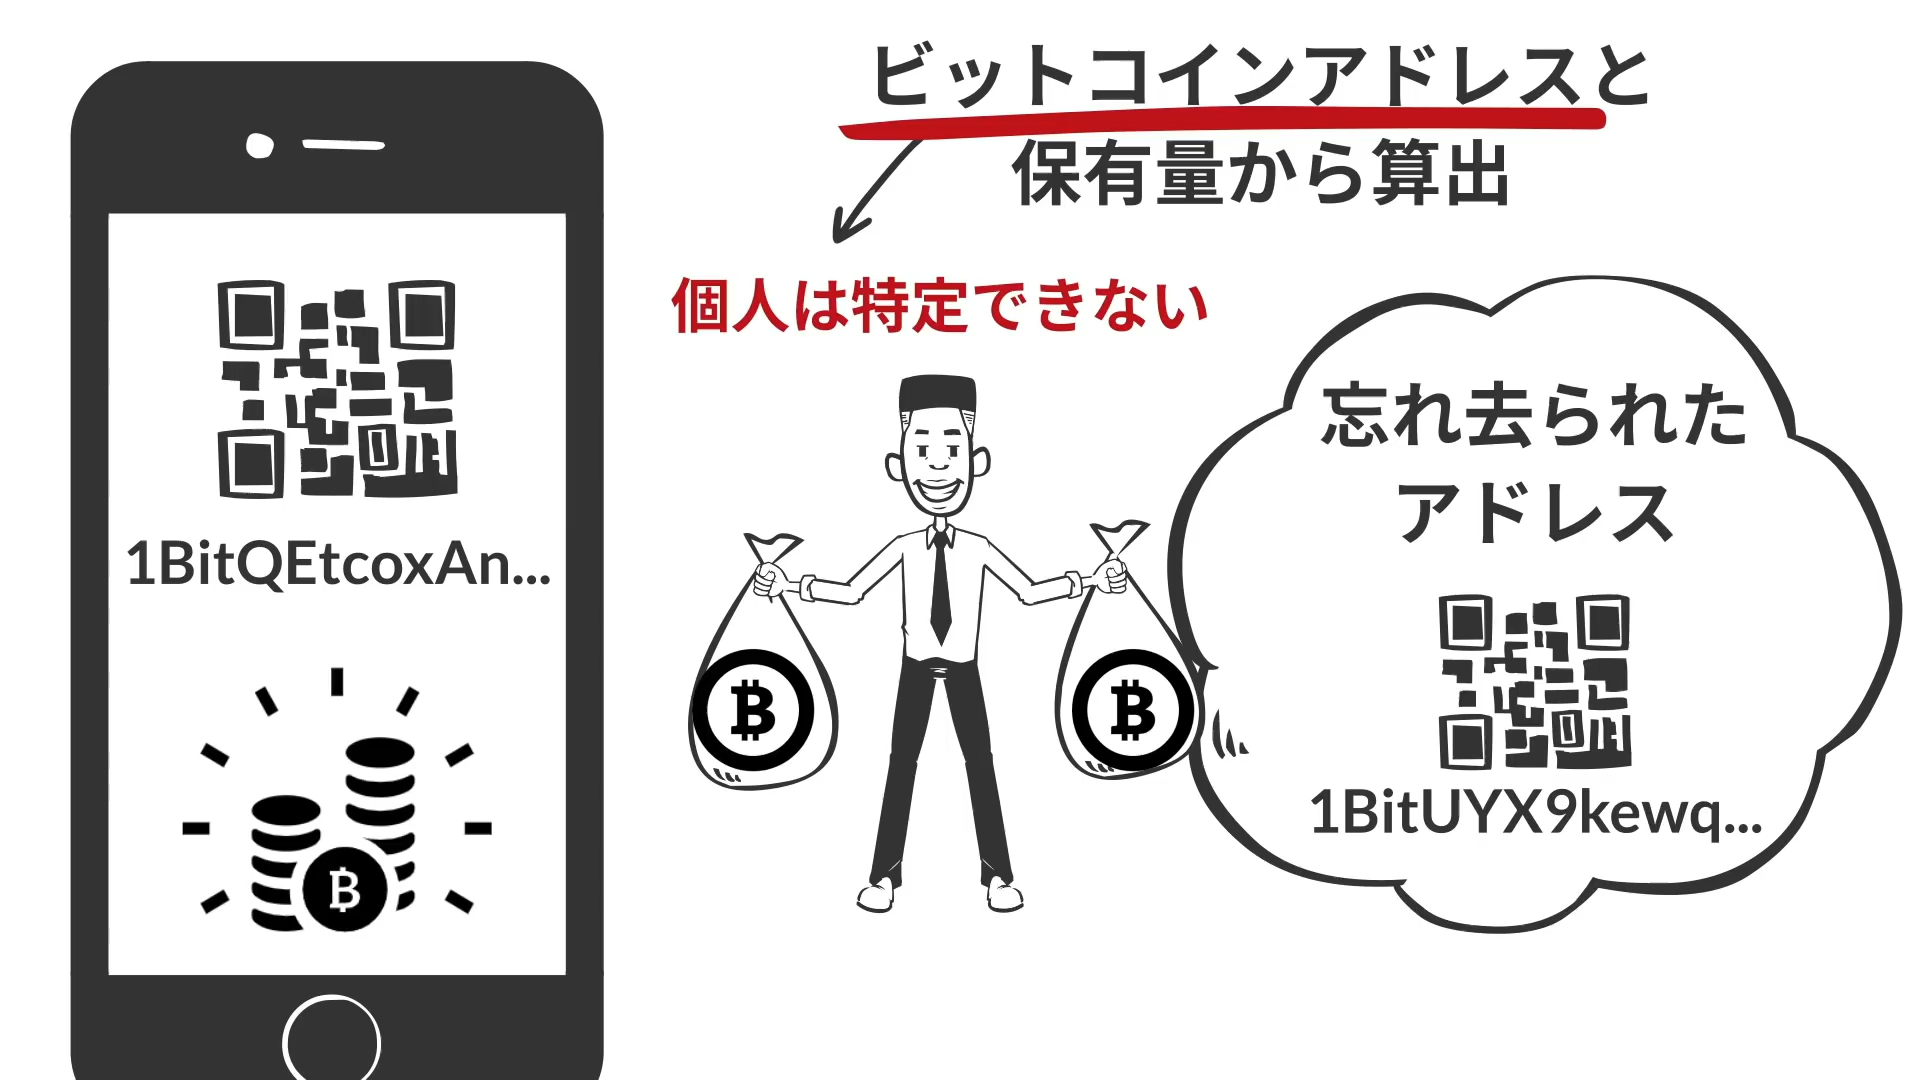 ビットコインアドレスと
保有量から算出
個人は特定できない
忘れ去られた
アドレス
1BitQEtcoxAn...
1BitUYX9kewq...